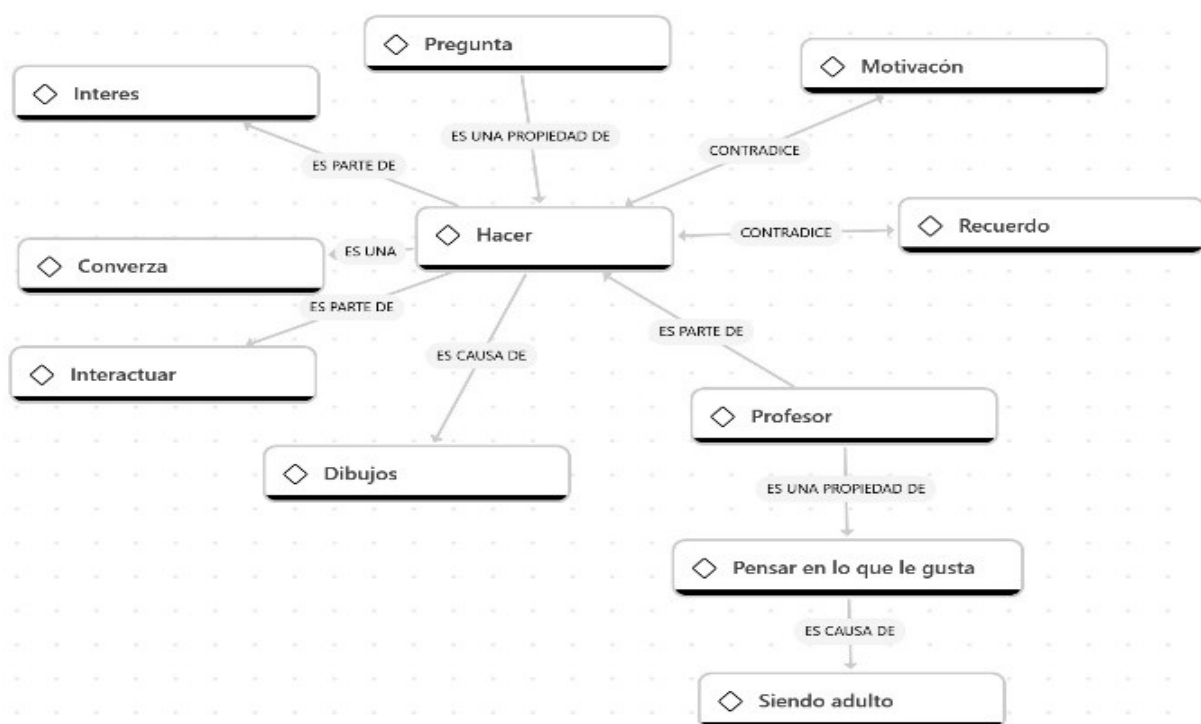 Pregunta
Motivacón
Interes
ES UNA PROPIEDAD DE
CONTRADICE
ES PARTE DE
Hacer
Recuerdo
CONTRADICE
ES UNA
Converza
ES PARTE DE
ES PARTE DE
ES CAUSA DE
Interactuar
Profesor
Dibujos
ES UNA PROPIEDAD DE
Pensar en lo que le gusta
ES CAUSA DE
Siendo adulto